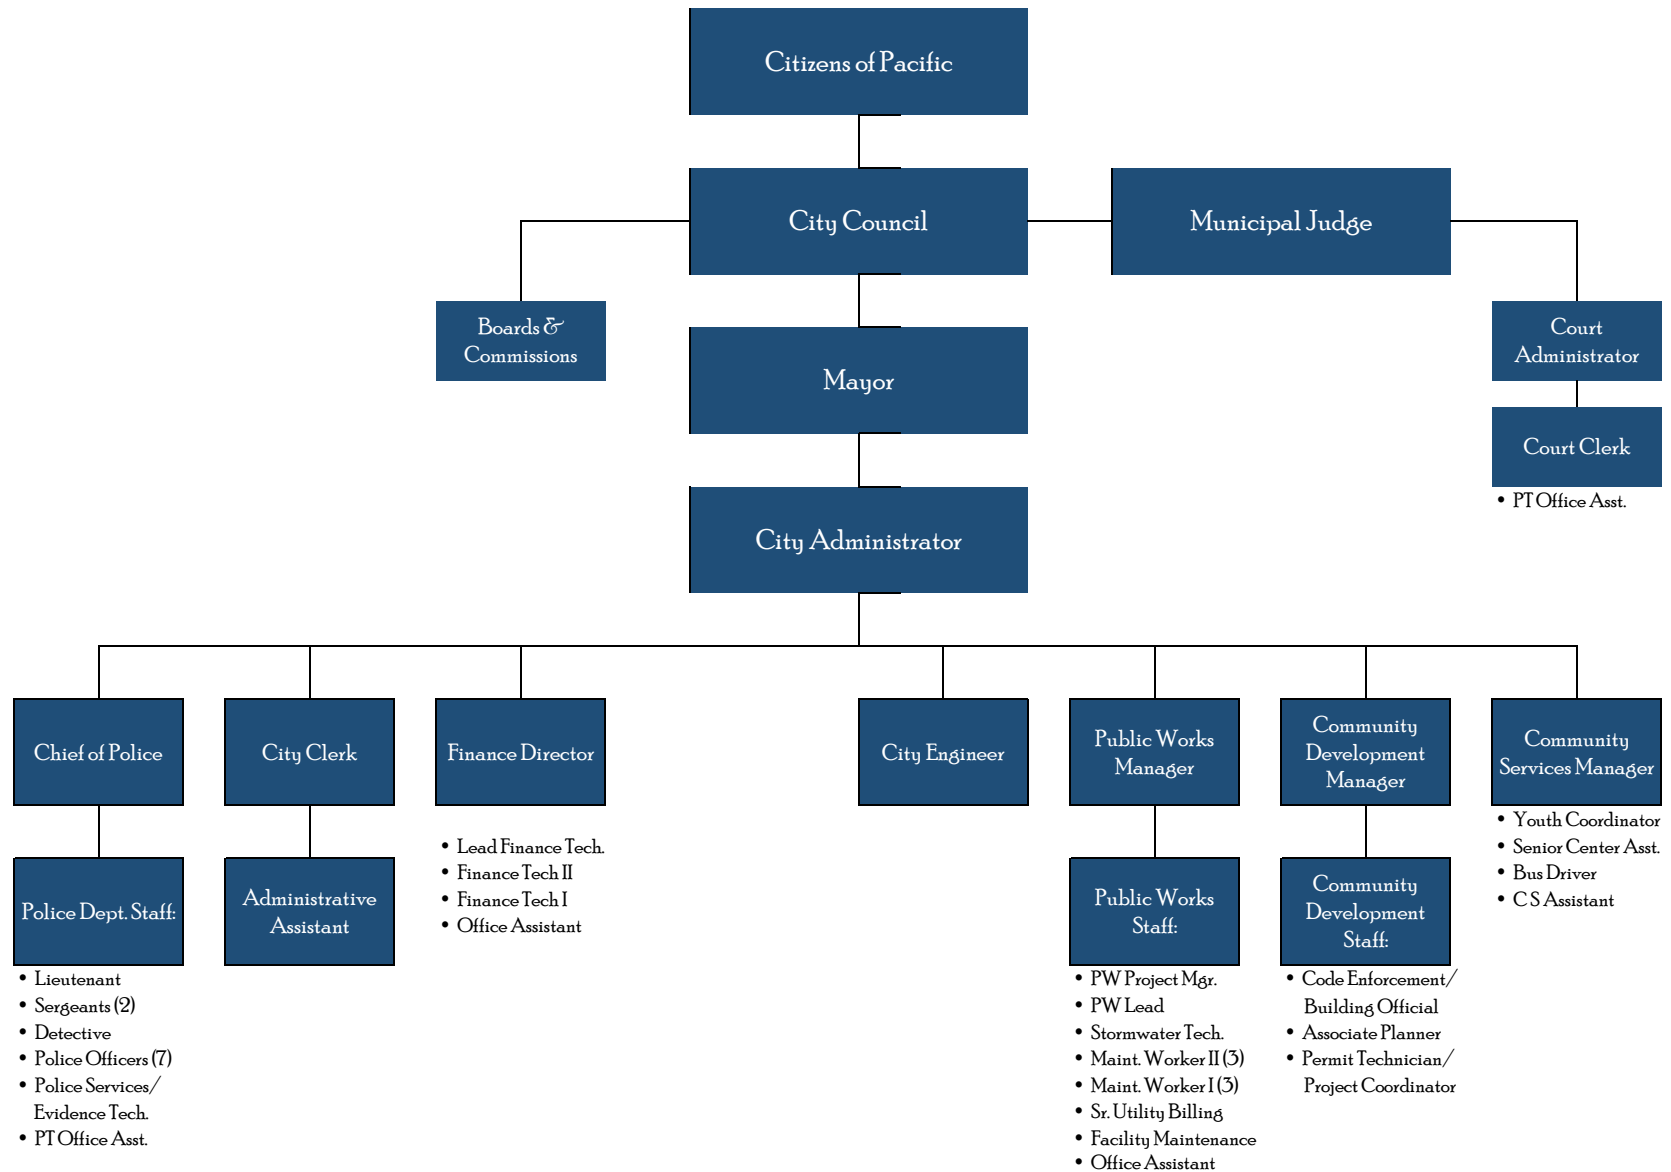 Citizens of Pacific
City Council
Municipal Judge
Boards &
Commissions
Mayor
Court
Administrator
Court Clerk
• PT Office Asst.
City Administrator
Chief of Police
City Clerk
Finance Director
City Engineer
Public Works
Manager
Community
Development
Manager
Community
Services Manager
Police Dept. Staff:
• Lieutenant
• Sergeants (2)
• Detective
• Police Officers (7)
• Police Services/
Evidence Tech.
• PT Office Asst.
Administrative
Assistant
• Lead Finance Tech.
• Finance Tech II
• Finance Tech I
• Office Assistant
Public Works
Staff:
• PW Project Mgr.
• PW Lead
• Stormwater Tech.
• Maint. Worker II (3)
• Maint. Worker I (3)
• Sr. Utility Billing
• Facility Maintenance
• Office Assistant
Community
Development
Staff:
• Code Enforcement/
Building Official
• Associate Planner
• Permit Technician/
Project Coordinator
• Youth Coordinator
• Senior Center Asst.
• Bus Driver
• C S Assistant